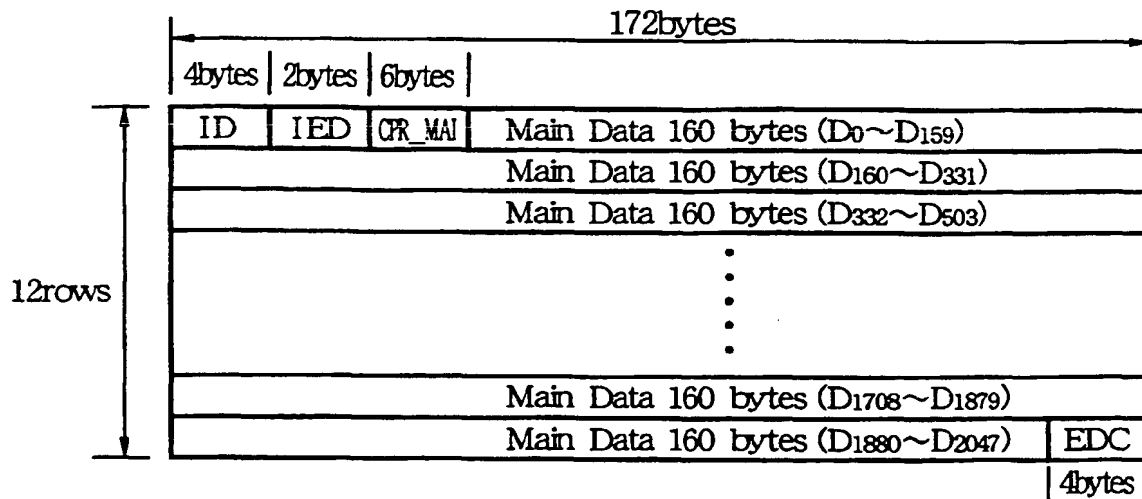 172bytes
4bytes 2bytes 6bytes
ID IED CPR_MAI Main Data 160 bytes (D0~D159)
Main Data 160 bytes (D160~D331)
Main Data 160 bytes (D332~D503)
12rows
Main Data 160 bytes (D1708~D1879)
Main Data 160 bytes (D1880~D2047) EDC
4bytes